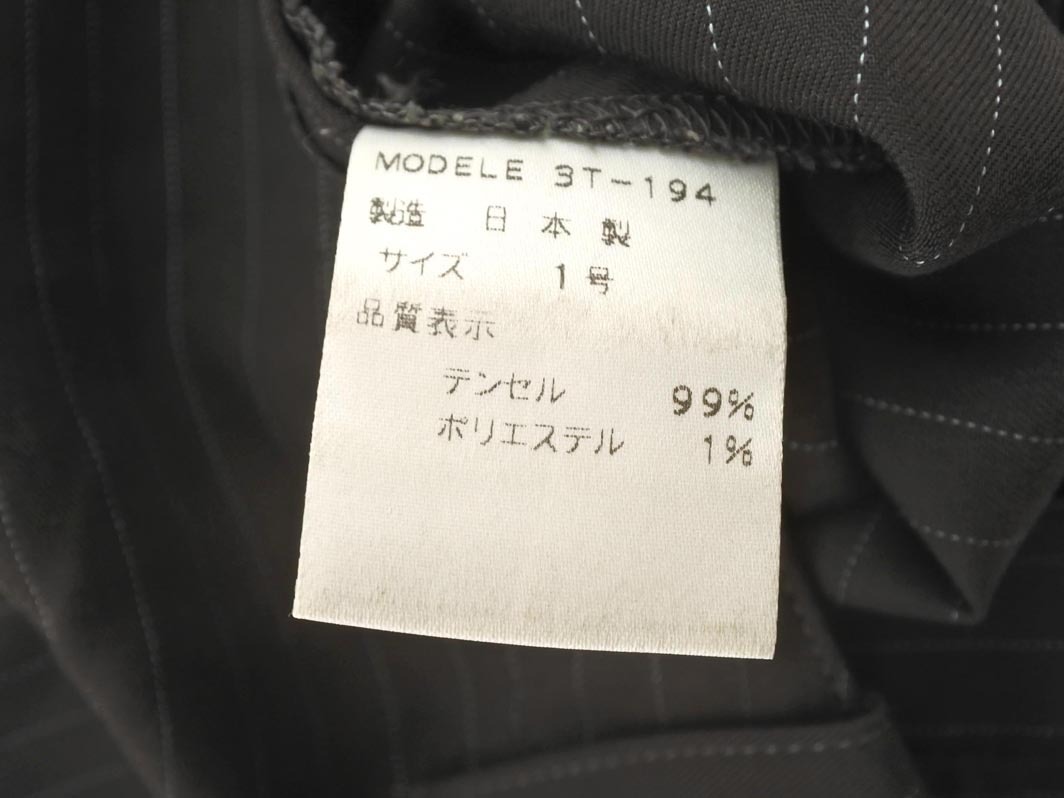 MODELE 3T-194
製造 日本製
サイズ 1号
品質表示
テンセル 99%
ポリエステル 1%